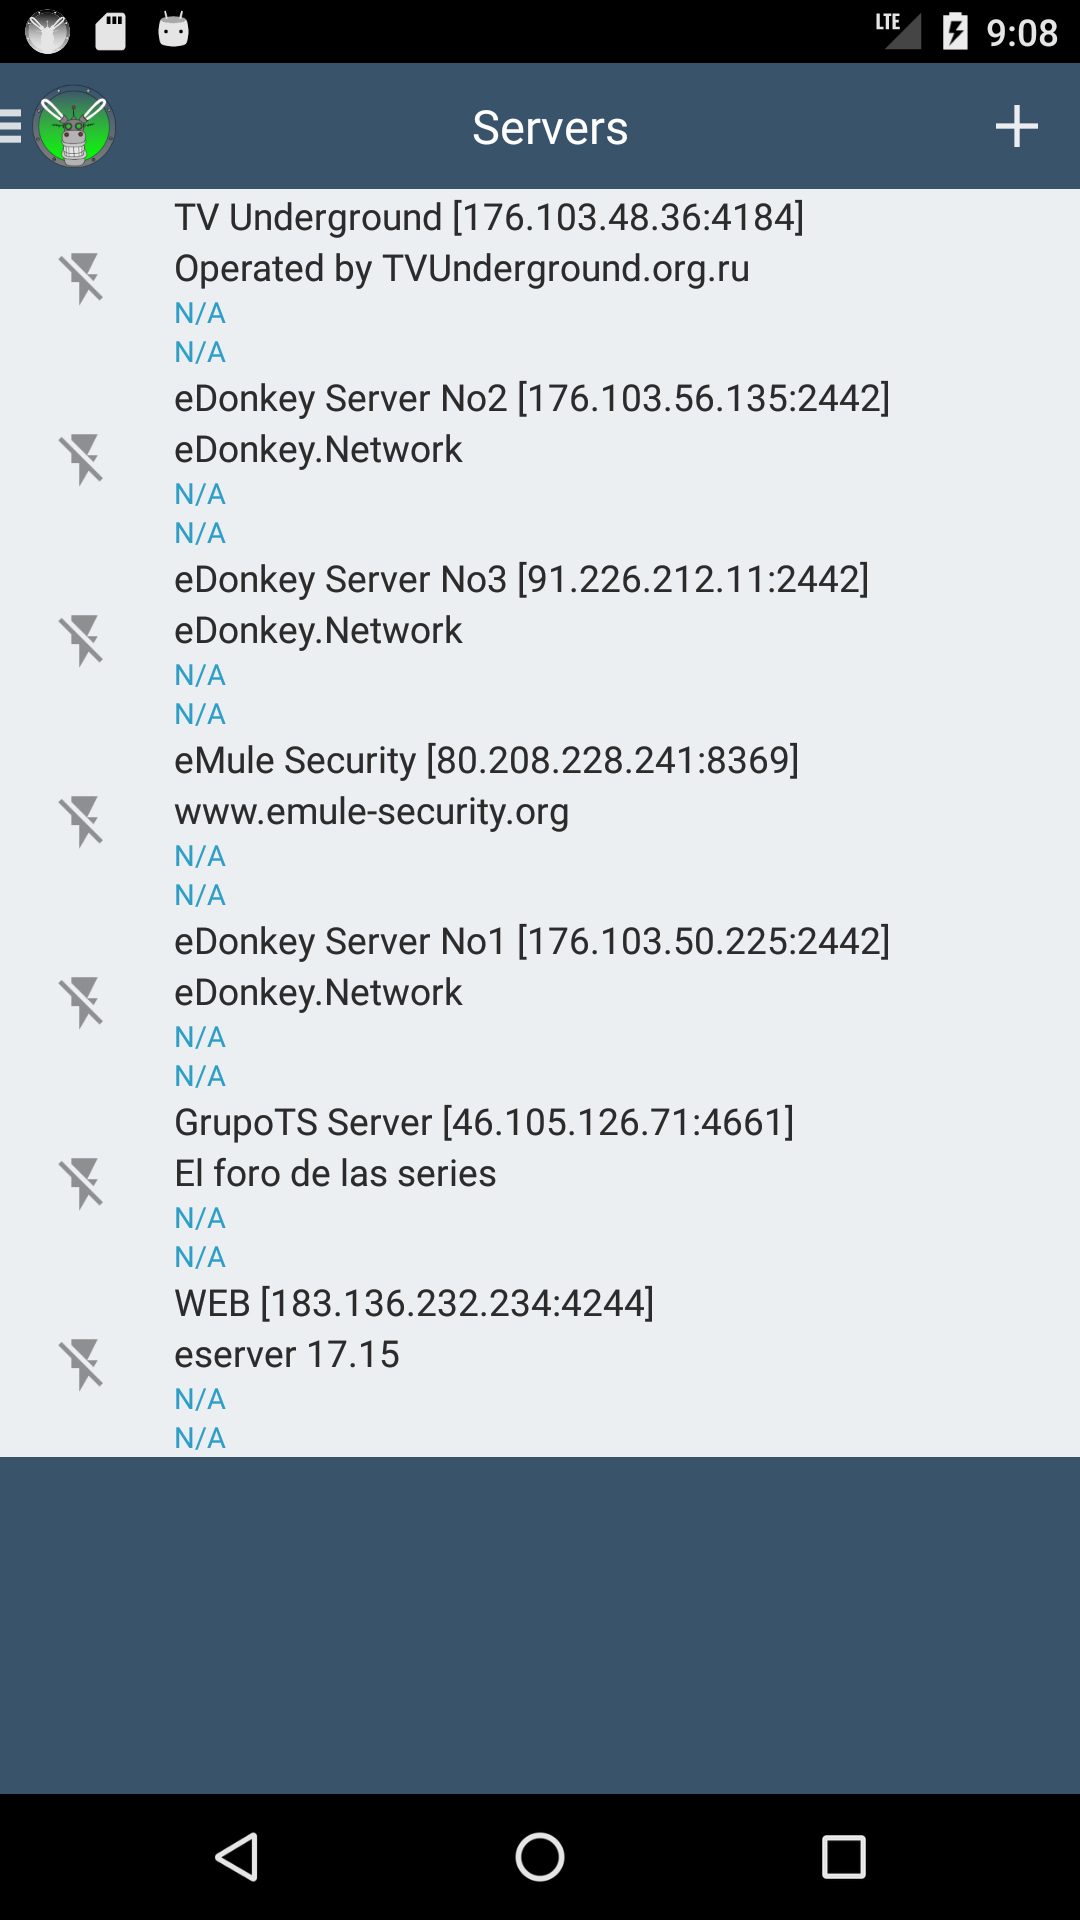 LTE 9:08
Servers
TV Underground [176.103.48.36:4184]
Operated by TVUnderground.org.ru
N/A
N/A
eDonkey Server No2 [176.103.56.135:2442]
eDonkey.Network
N/A
N/A
eDonkey Server No3 [91.226.212.11:2442]
eDonkey.Network
N/A
N/A
eMule Security [80.208.228.241:8369]
www.emule-security.org
N/A
N/A
eDonkey Server No1 [176.103.50.225:2442]
eDonkey.Network
N/A
N/A
GrupoTS Server [46.105.126.71:4661]
El foro de las series
N/A
N/A
WEB [183.136.232.234:4244]
eserver 17.15
N/A
N/A